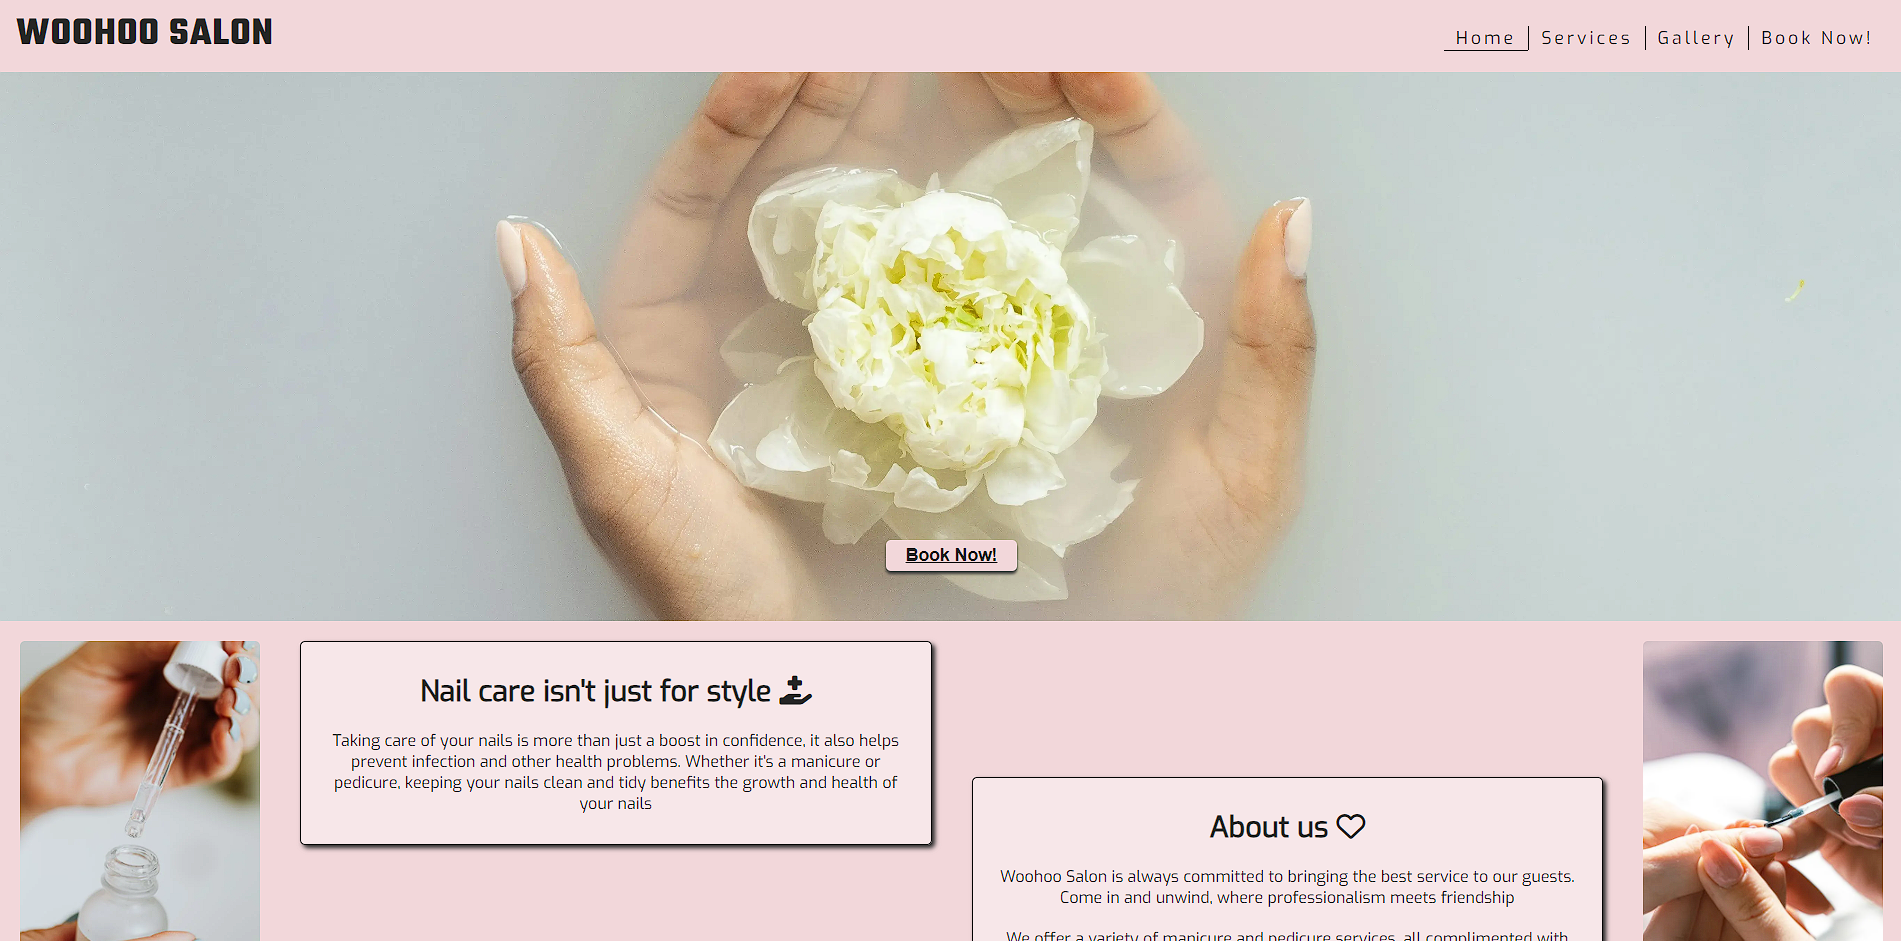 WOOHOO SALON
Home
Services
Gallery
Book Now!
Book Now!
Nail care isn't just for style
Taking care of your nails is more than just a boost in confidence, it also helps
prevent infection and other health problems. Whether it's a manicure or
pedicure, keeping your nails clean and tidy benefits the growth and health of
your nails
About us
Woohoo Salon is always committed to bringing the best service to our guests.
Come in and unwind, where professionalism meets friendship
We offer a variety of manicure and pedicure services, all complimented with